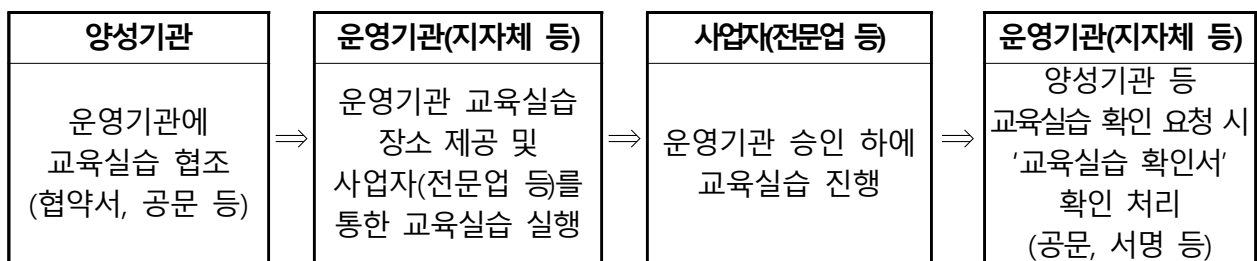 양성기관
운영기관에
교육실습 협조
(협약서, 공문 등)
⇒
운영기관(지자체 등)
운영기관 교육실습
장소 제공 및
사업자(전문업 등)를
통한 교육실습 실행
⇒
사업자(전문업 등)
운영기관 승인 하에
교육실습 진행
⇒
운영기관(지자체 등)
양성기관 등
교육실습 확인 요청 시
'교육실습 확인서'
확인 처리
(공문, 서명 등)